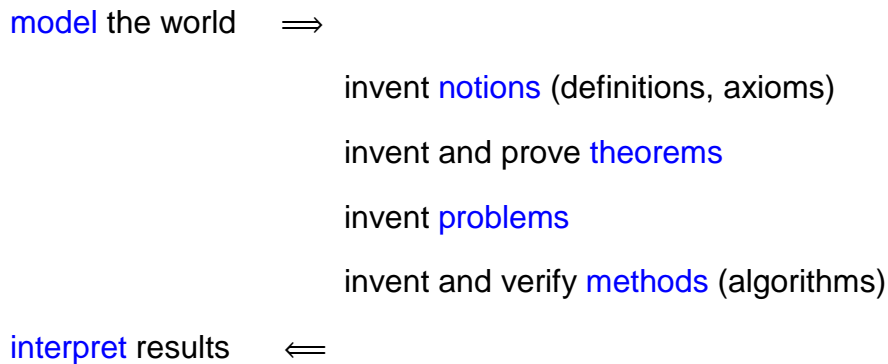 model the world ⟹
invent notions (definitions, axioms)
invent and prove theorems
invent problems
invent and verify methods (algorithms)
interpret results ⟸